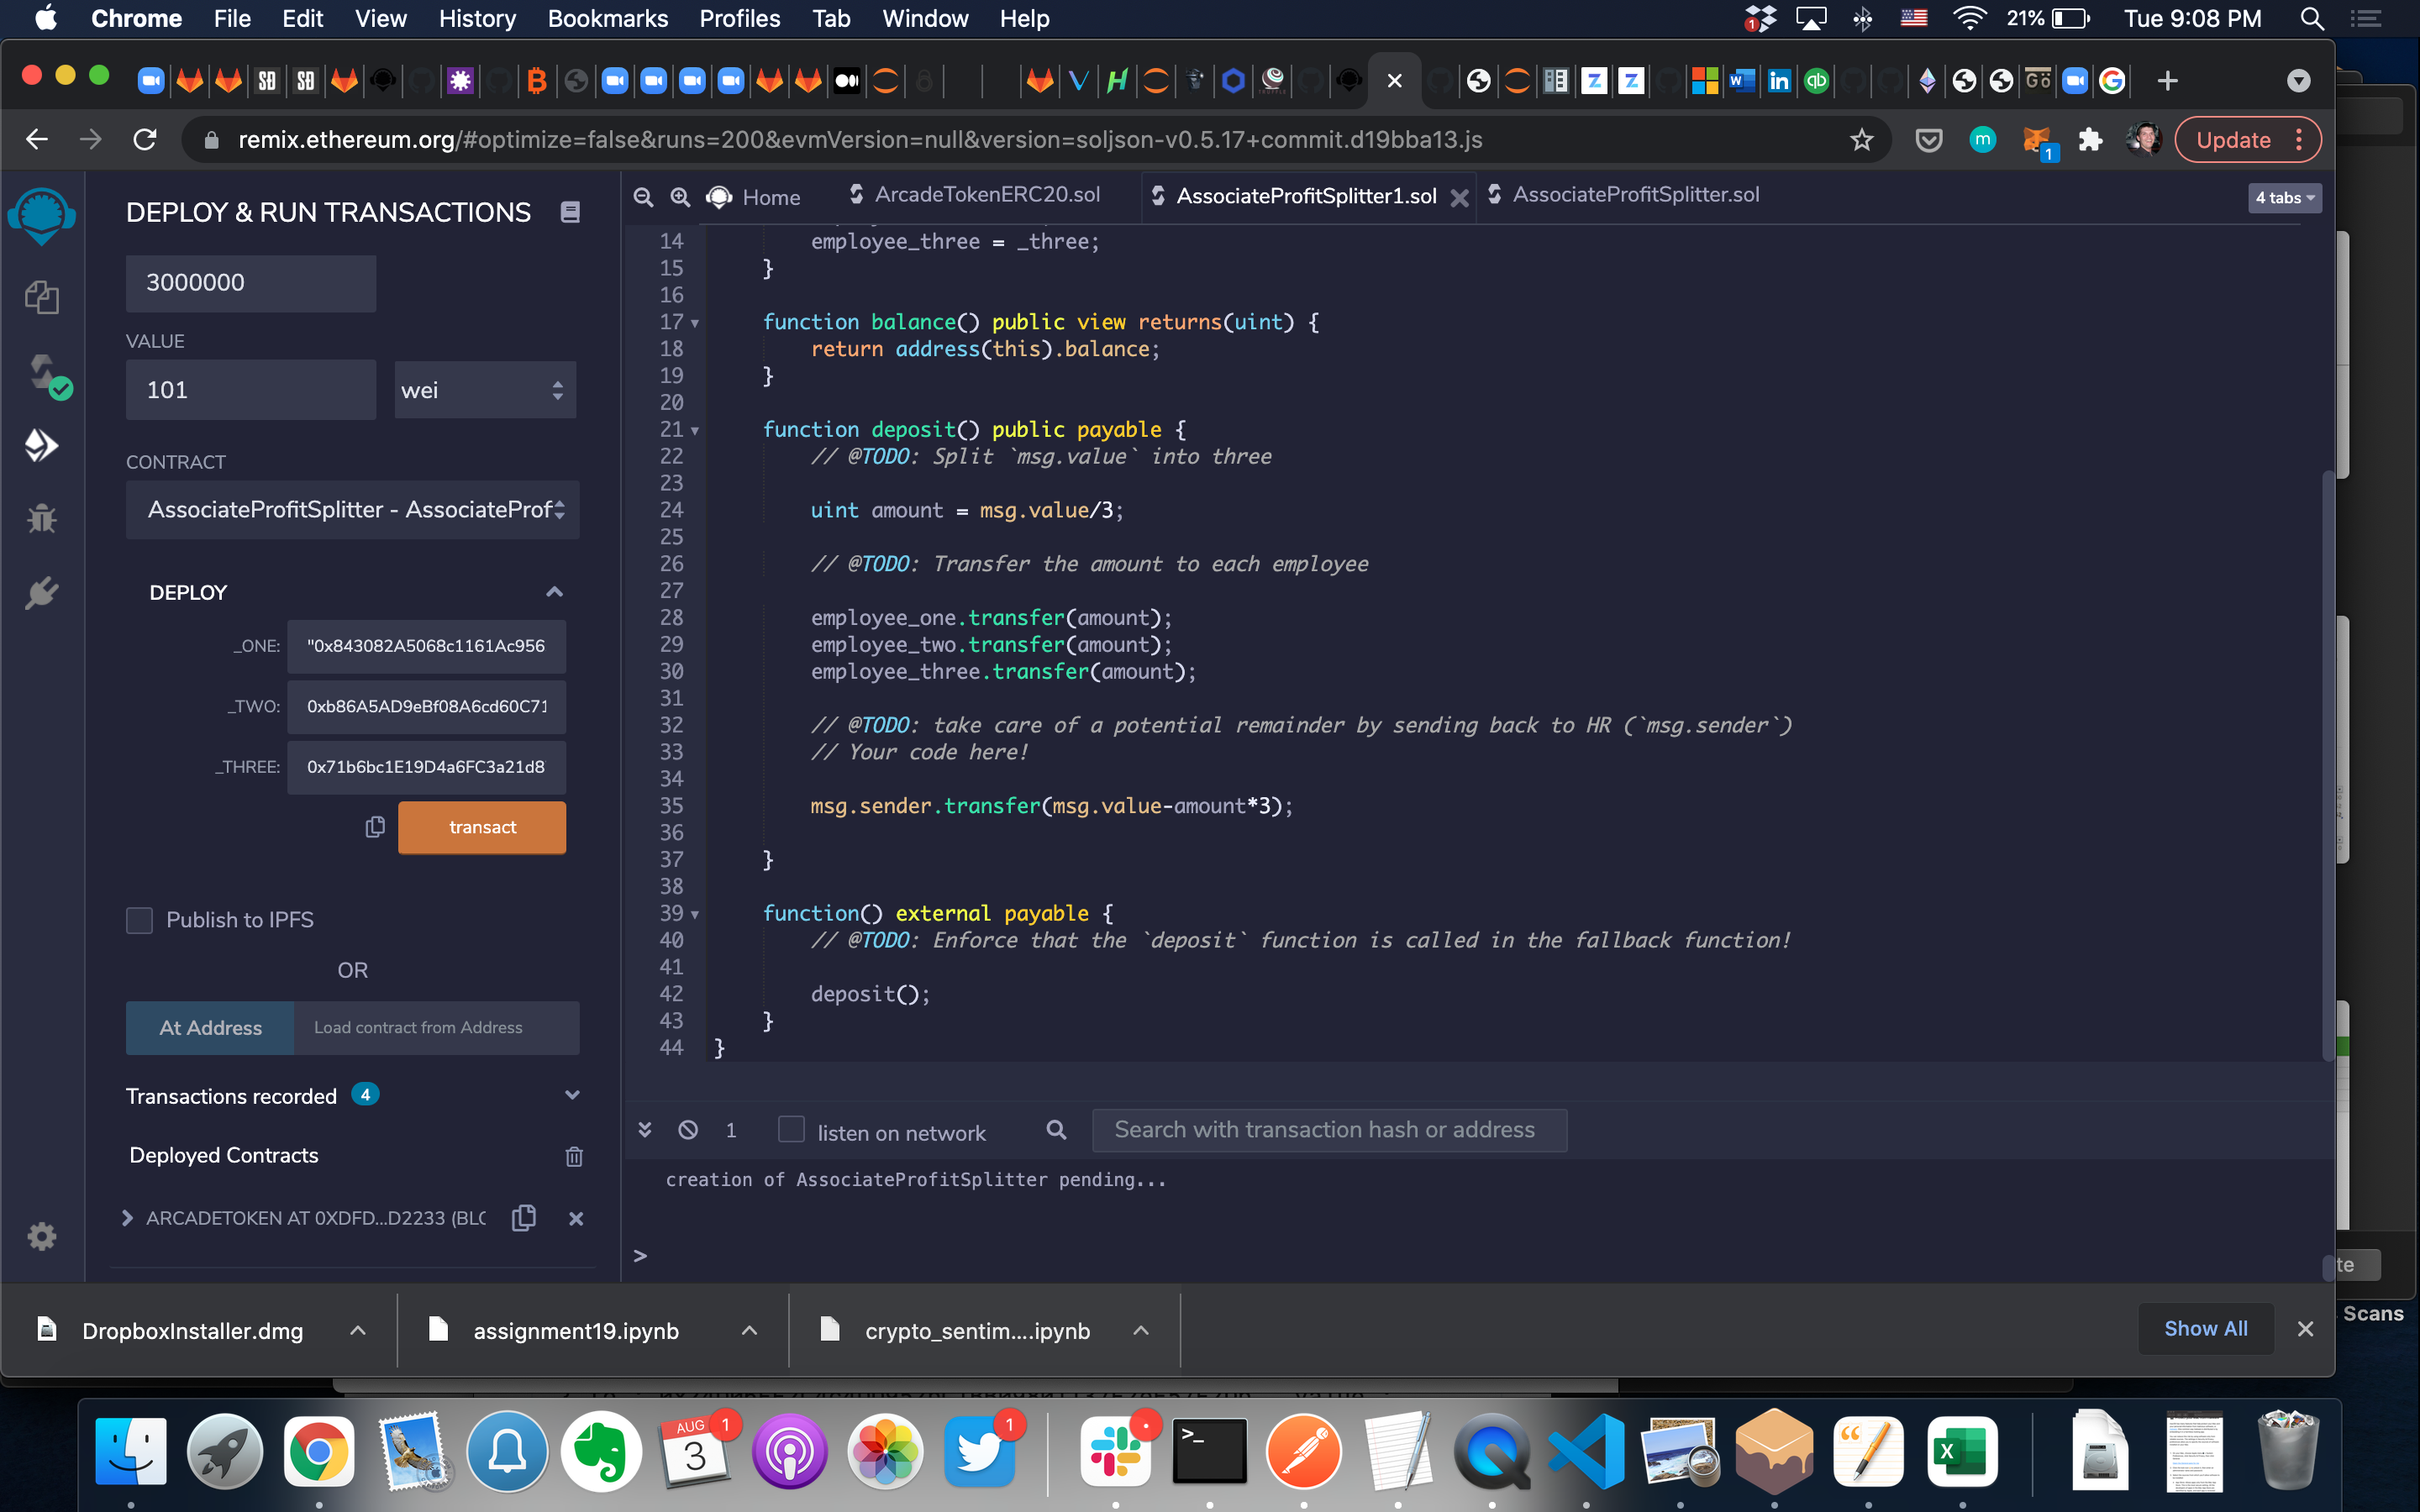 Chrome File Edit View History Bookmarks Profiles Tab Window Help
1 21% Tue 9:08 PM
remix.ethereum.org/#optimize=false&runs=200&evmVersion=null&version=soljson-v0.5.17+commit.d19bba13.js
m 1 Update
DEPLOY & RUN TRANSACTIONS
3000000
VALUE
101 wei
CONTRACT
AssociateProfitSplitter - AssociateProf
DEPLOY
_ONE: "0x843082A5068c1161Ac956
_TWO: 0xb86A5AD9eBf08A6cd60C71
_THREE: 0x71b6bc1E19D4a6FC3a21d8
transact
Publish to IPFS
OR
At Address Load contract from Address
Transactions recorded 4
Deployed Contracts
ARCADETOKEN AT 0XDFD...D2233 (BLO
Home ArcadeTokenERC20.sol AssociateProfitSplitter1.sol AssociateProfitSplitter.sol 4 tabs
14 employee_three = _three;
15 }
16
17 function balance() public view returns(uint) {
18 return address(this).balance;
19 }
20
21 function deposit() public payable {
22 // @TODO: Split `msg.value` into three
23
24 uint amount = msg.value/3;
25
26 // @TODO: Transfer the amount to each employee
27
28 employee_one.transfer(amount);
29 employee_two.transfer(amount);
30 employee_three.transfer(amount);
31
32 // @TODO: take care of a potential remainder by sending back to HR (`msg.sender`)
33 // Your code here!
34
35 msg.sender.transfer(msg.value-amount*3);
36
37 }
38
39 function() external payable {
40 // @TODO: Enforce that the `deposit` function is called in the fallback function!
41
42 deposit();
43 }
44 }
1 listen on network Search with transaction hash or address
creation of AssociateProfitSplitter pending...
>
te
Scans
DropboxInstaller.dmg assignment19.ipynb crypto_sentim....ipynb Show All
AUG 3 1 1